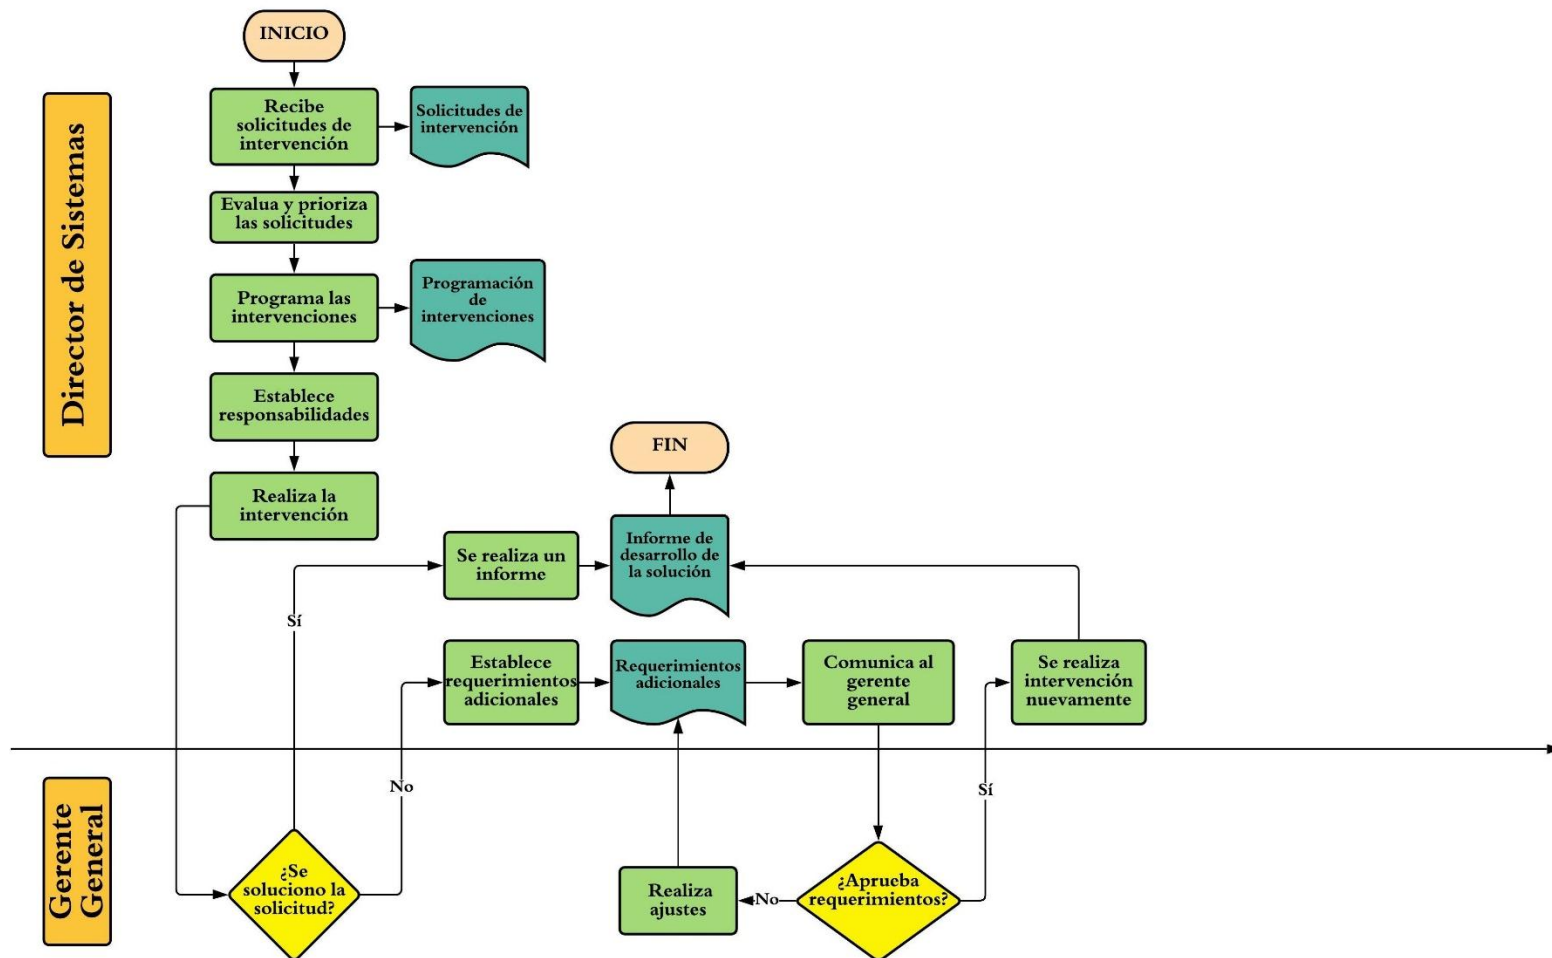 INICIO
Director de Sistemas
Recibe
solicitudes de
intervención
Solicitudes de
intervención
Evalua y prioriza
las solicitudes
Programa las
intervenciones
Programación
de
intervenciones
Establece
responsabilidades
Realiza la
intervención
FIN
Se realiza un
informe
Informe de
desarrollo de
la solución
Sí
Establece
requerimientos
adicionales
Requerimientos
adicionales
Comunica al
gerente
general
Se realiza
intervención
nuevamente
No
Sí
Gerente
General
¿Se
soluciono la
solicitud?
Realiza
ajustes
No
¿Aprueba
requerimientos?